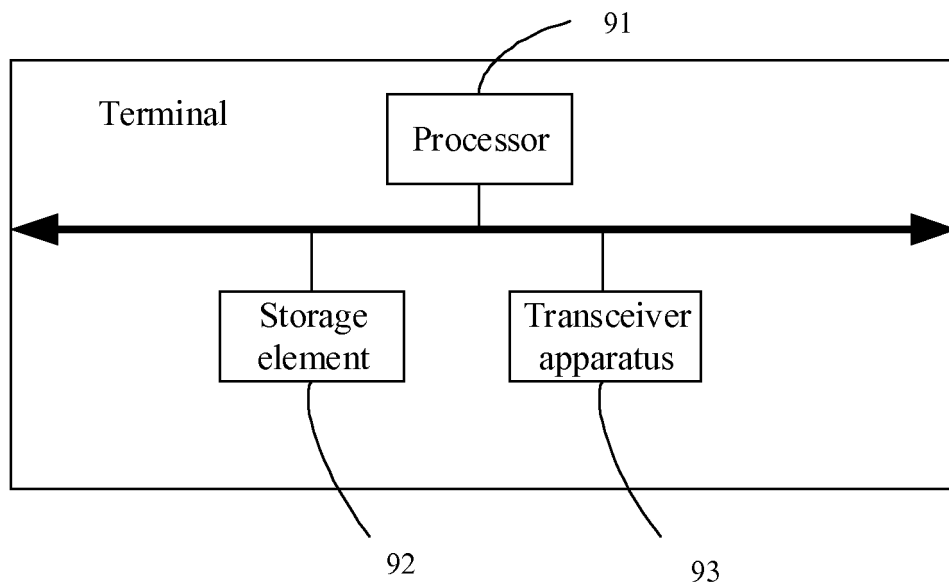 91
Terminal
Processor
Storage
element
Transceiver
apparatus
92
93